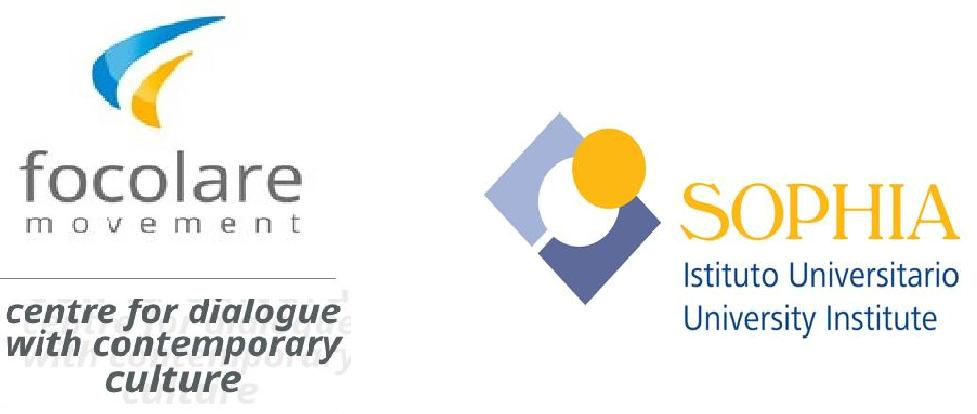 focolare
movement
centre for dialogue
with contemporary
culture
SOPHIA
Istituto Universitario
University Institute